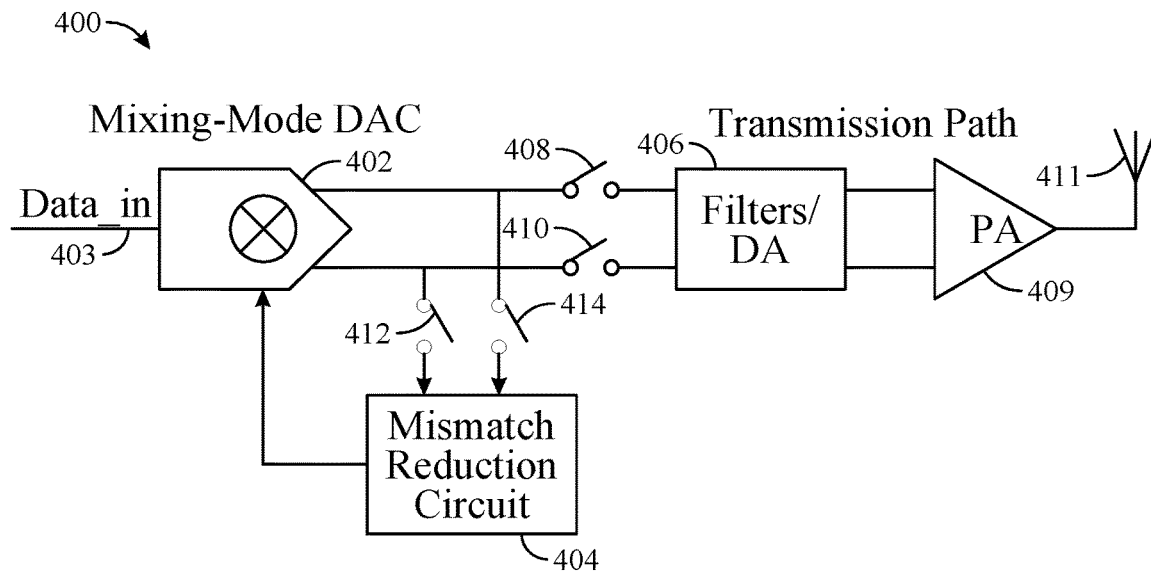 400
Mixing-Mode DAC
402
Data_in
403
408
410
Transmission Path
406
Filters/
DA
PA
409
411
412
414
Mismatch
Reduction
Circuit
404